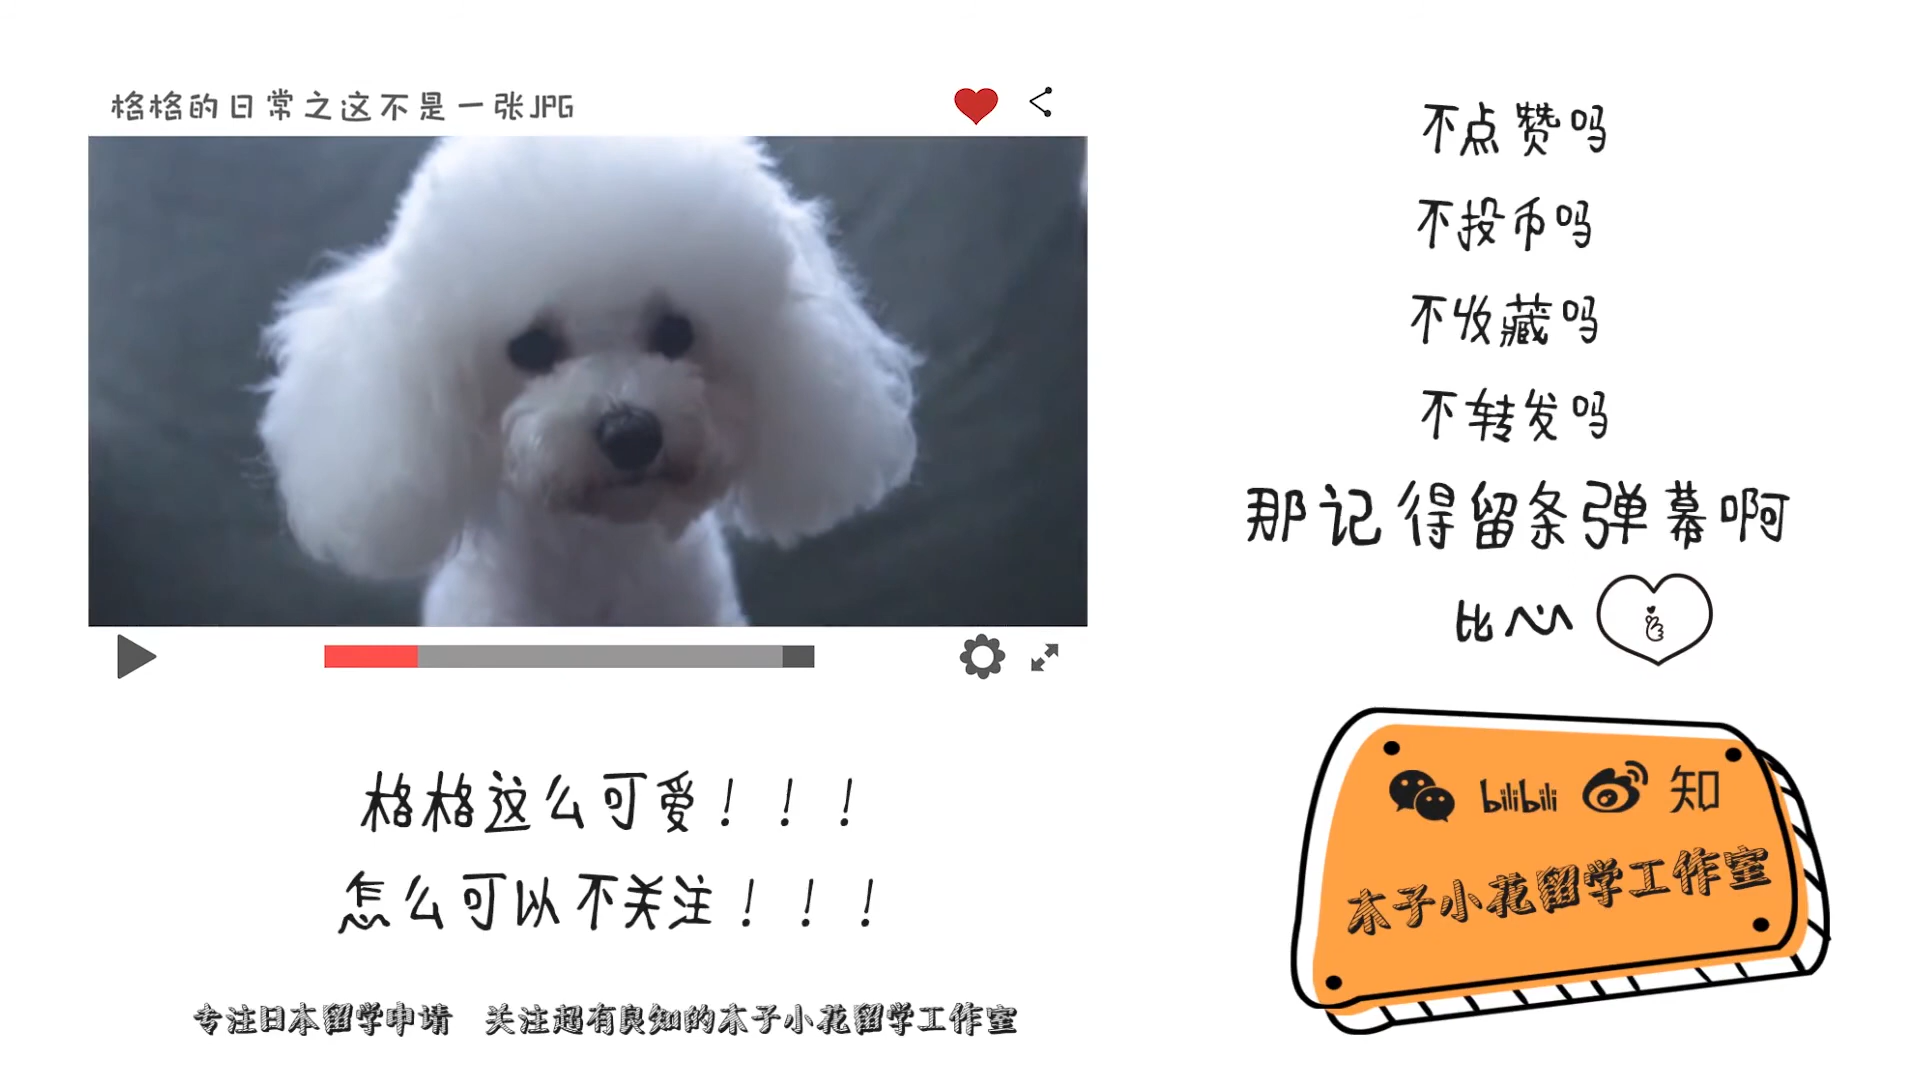 格格的日常之这不是一张JPG
格格这么可爱！！！
怎么可以不关注！！！
专注日本留学申请 关注超有良知的木子小花留学工作室
不点赞吗
不投币吗
不收藏吗
不转发吗
那记得留条弹幕啊
比心
bilibili 知
木子小花留学工作室